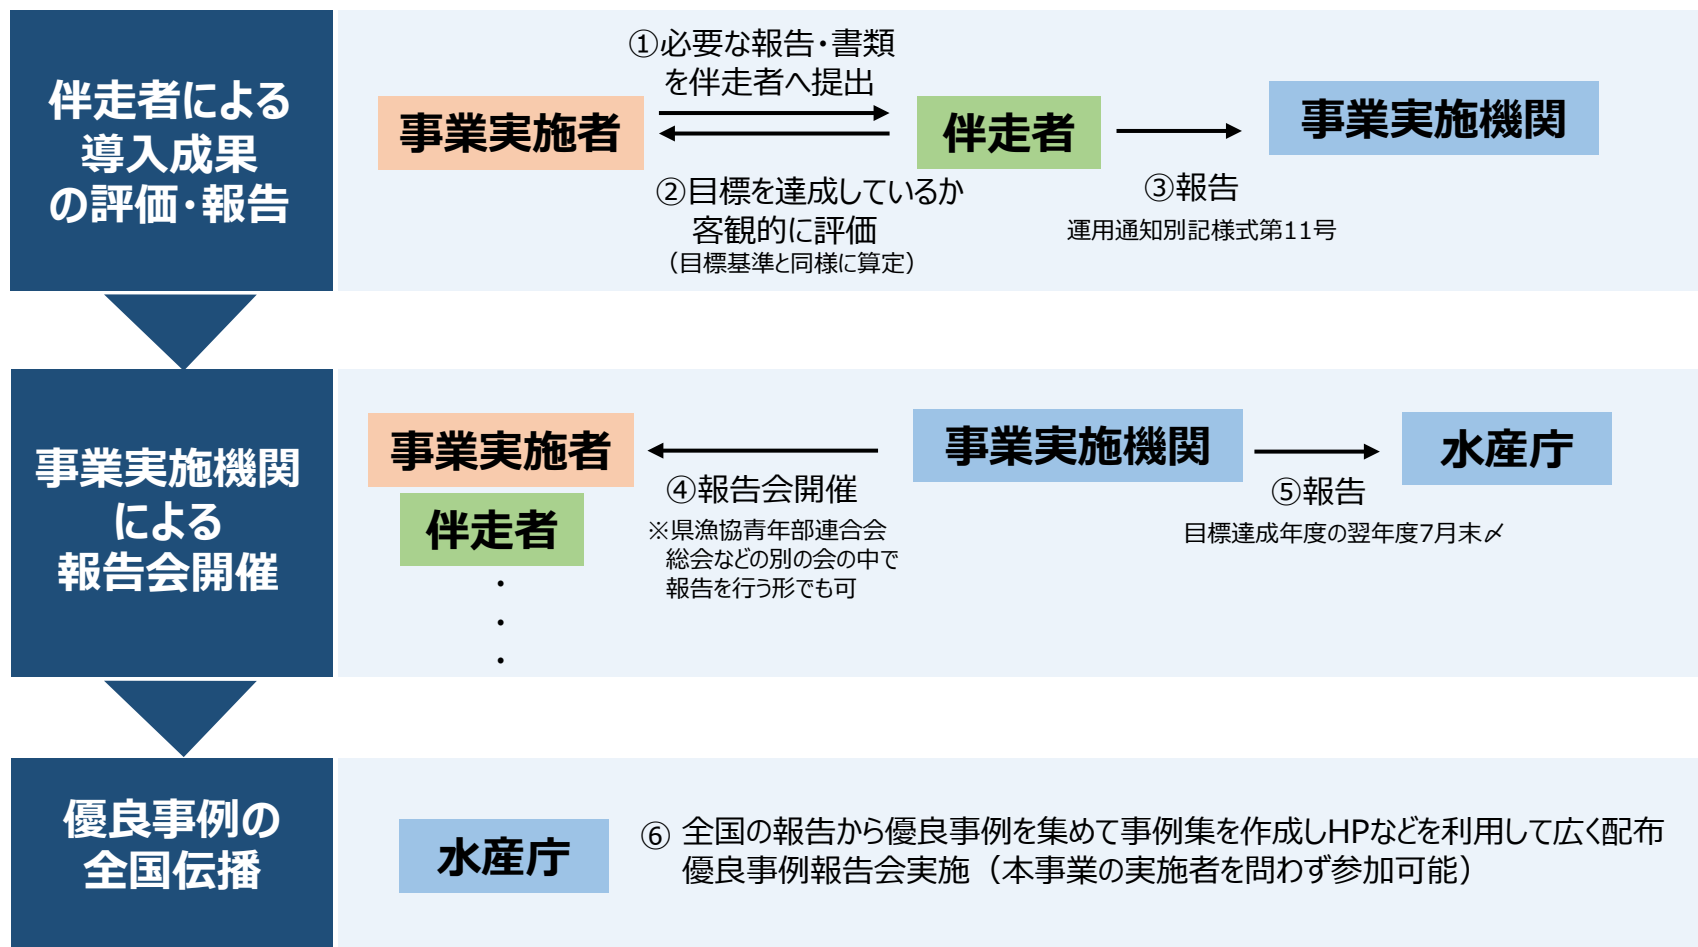 伴走者による
導入成果
の評価・報告
①必要な報告・書類
を伴走者へ提出
事業実施者
伴走者
事業実施機関
②目標を達成しているか
客観的に評価
（目標基準と同様に算定）
③報告
運用通知別記様式第11号
事業実施機関
による
報告会開催
事業実施者
伴走者
・
・
・
④報告会開催
※県漁協青年部連合会
総会などの別の会の中で
報告を行う形でも可
事業実施機関
水産庁
⑤報告
目標達成年度の翌年度7月末〆
優良事例の
全国伝播
水産庁
⑥ 全国の報告から優良事例を集めて事例集を作成しHPなどを利用して広く配布
優良事例報告会実施（本事業の実施者を問わず参加可能）